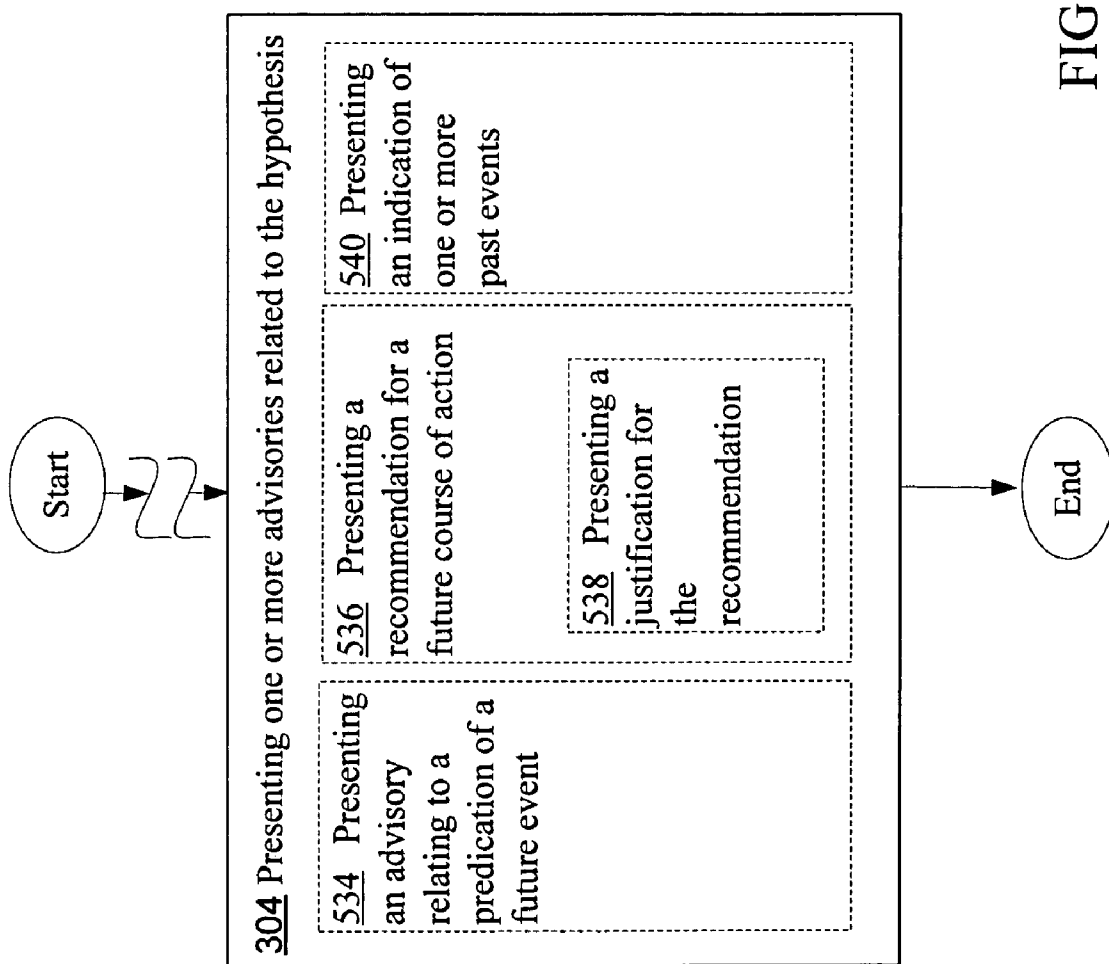 Start
304 Presenting one or more advisories related to the hypothesis
534 Presenting
an advisory
relating to a
predication of a
future event
536 Presenting a
recommendation for a
future course of action
538 Presenting a
justification for
the
recommendation
540 Presenting
an indication of
one or more
past events
End
FIG